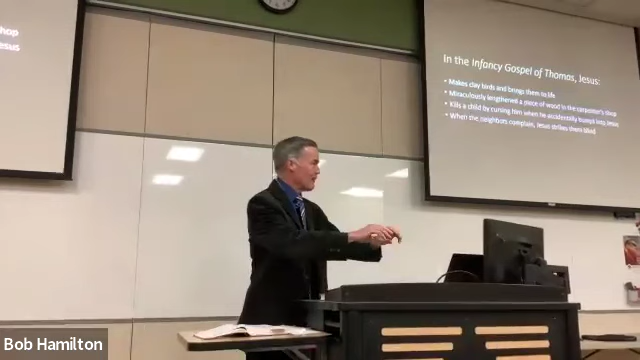 hop
esus
In the Infancy Gospel of Thomas, Jesus:
• Makes clay birds and brings them to life
• Miraculously lengthened a piece of wood in the carpenter's shop
• Kills a child by cursing him when he accidentally bumps into Jesus
• When the neighbors complain, Jesus strikes them blind
Bob Hamilton